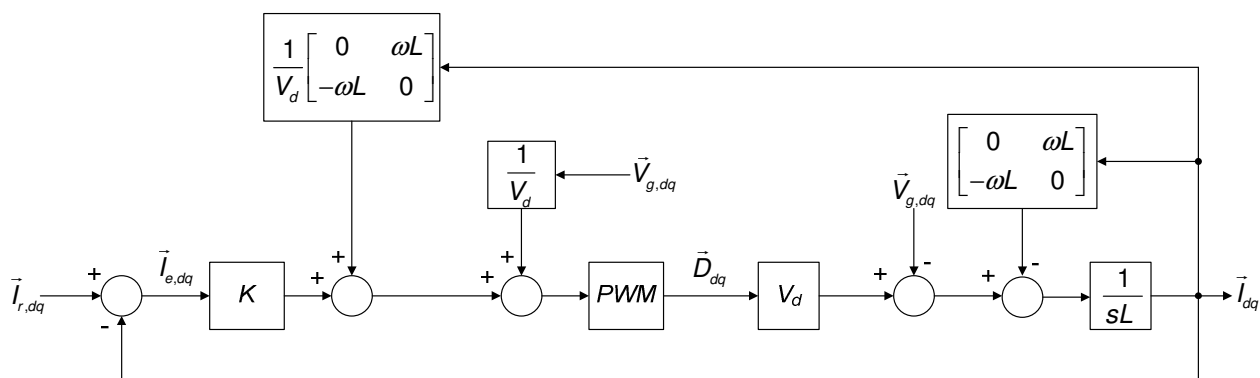 1/V_d [0 ωL
-ωL 0]
[0 ωL
-ωL 0]
1/V_d
V⃗_g,dq
V⃗_g,dq
I⃗_r,dq
+
-
I⃗_e,dq
K
+
+
+
+
PWM
D⃗_dq
V_d
+
-
+
-
1/sL
I⃗_dq